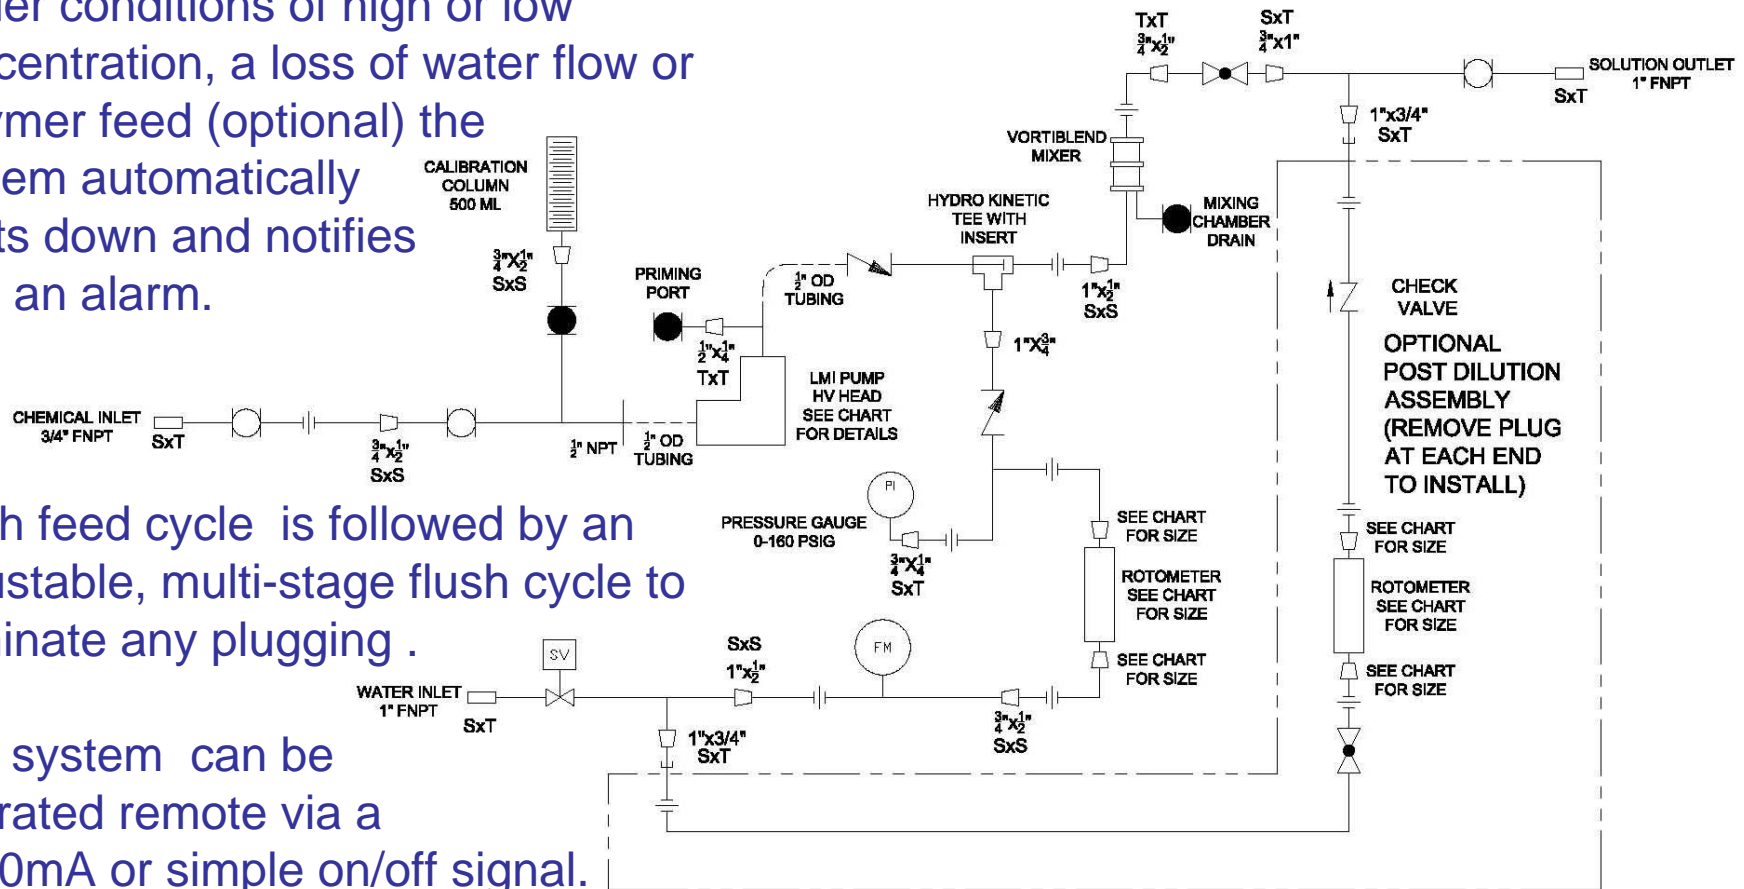 er conditions of high or low
centration, a loss of water flow or
ymer feed (optional) the
em automatically
ts down and notifies
an alarm.
h feed cycle is followed by an
ustable, multi-stage flush cycle to
inate any plugging .
system can be
rated remote via a
0mA or simple on/off signal.
CALIBRATION
COLUMN
500 ML
3/4"X1/2"
SxS
PRIMING
PORT
1/2"x1/4"
TxT
1/2" OD
TUBING
LMI PUMP
HV HEAD
SEE CHART
FOR DETAILS
CHEMICAL INLET
3/4" FNPT
SxT
3/4"x1/2"
SxS
1/2" NPT
1/2" OD
TUBING
HYDRO KINETIC
TEE WITH
INSERT
1"x1/2"
SxS
1"X3/4"
VORTIBLEND
MIXER
MIXING
CHAMBER
DRAIN
TxT
3/4"x1/2"
SxT
3/4"x1"
SOLUTION OUTLET
1" FNPT
SxT
1"x3/4"
SxT
CHECK
VALVE
OPTIONAL
POST DILUTION
ASSEMBLY
(REMOVE PLUG
AT EACH END
TO INSTALL)
PI
PRESSURE GAUGE
0-160 PSIG
3/4"X1/4"
SxT
SEE CHART
FOR SIZE
ROTOMETER
SEE CHART
FOR SIZE
SEE CHART
FOR SIZE
SEE CHART
FOR SIZE
ROTOMETER
SEE CHART
FOR SIZE
SEE CHART
FOR SIZE
SV
WATER INLET
1" FNPT
SxT
SxS
1"x1/2"
FM
3/4"x1/2"
SxS
1"x3/4"
SxT